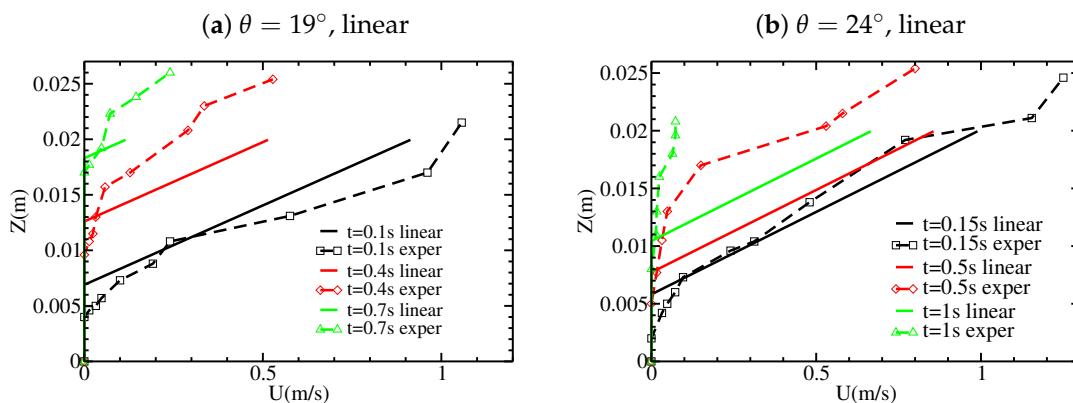 (a) θ = 19°, linear
Z(m)
0.025
0.02
0.015
0.01
0.005
0
0
0.5
1
U(m/s)
t=0.1s linear
t=0.1s exper
t=0.4s linear
t=0.4s exper
t=0.7s linear
t=0.7s exper
(b) θ = 24°, linear
Z(m)
0.025
0.02
0.015
0.01
0.005
0
0
0.5
1
U(m/s)
t=0.15s linear
t=0.15s exper
t=0.5s linear
t=0.5s exper
t=1s linear
t=1s exper